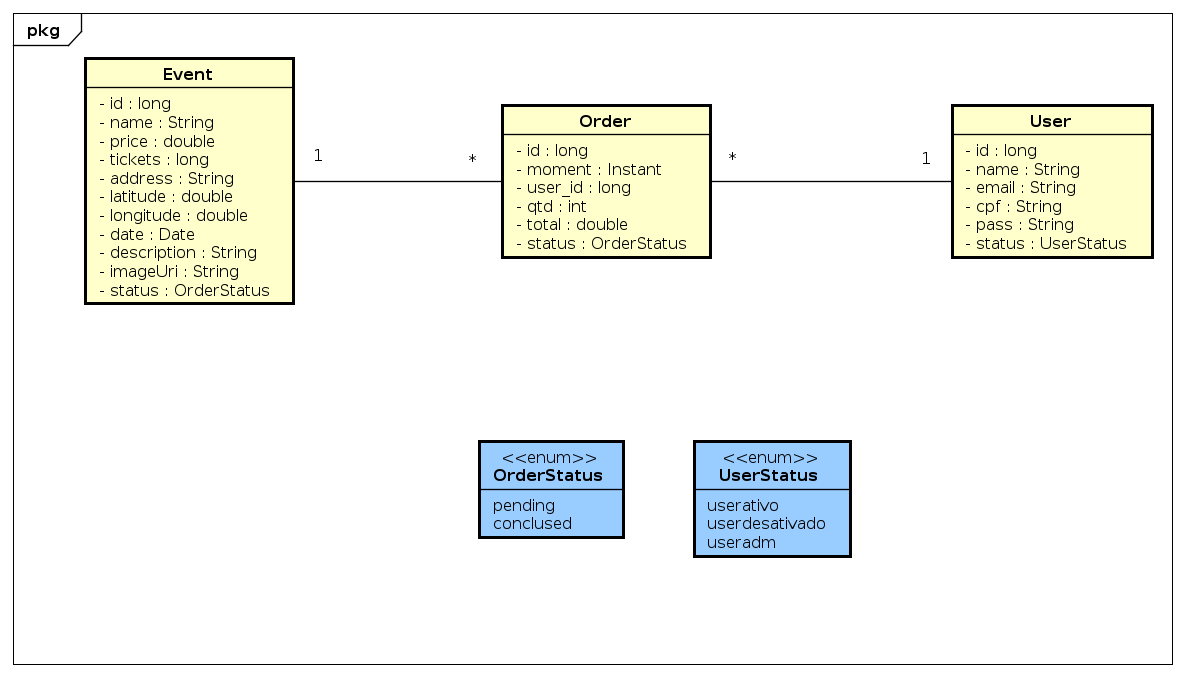 pkg
Event
- id : long
- name : String
- price : double
- tickets : long
- address : String
- latitude : double
- longitude : double
- date : Date
- description : String
- imageUri : String
- status : OrderStatus
1
*
Order
- id : long
- moment : Instant
- user_id : long
- qtd : int
- total : double
- status : OrderStatus
*
1
User
- id : long
- name : String
- email : String
- cpf : String
- pass : String
- status : UserStatus
<<enum>>
OrderStatus
pending
conclused
<<enum>>
UserStatus
userativo
userdesativado
useradm